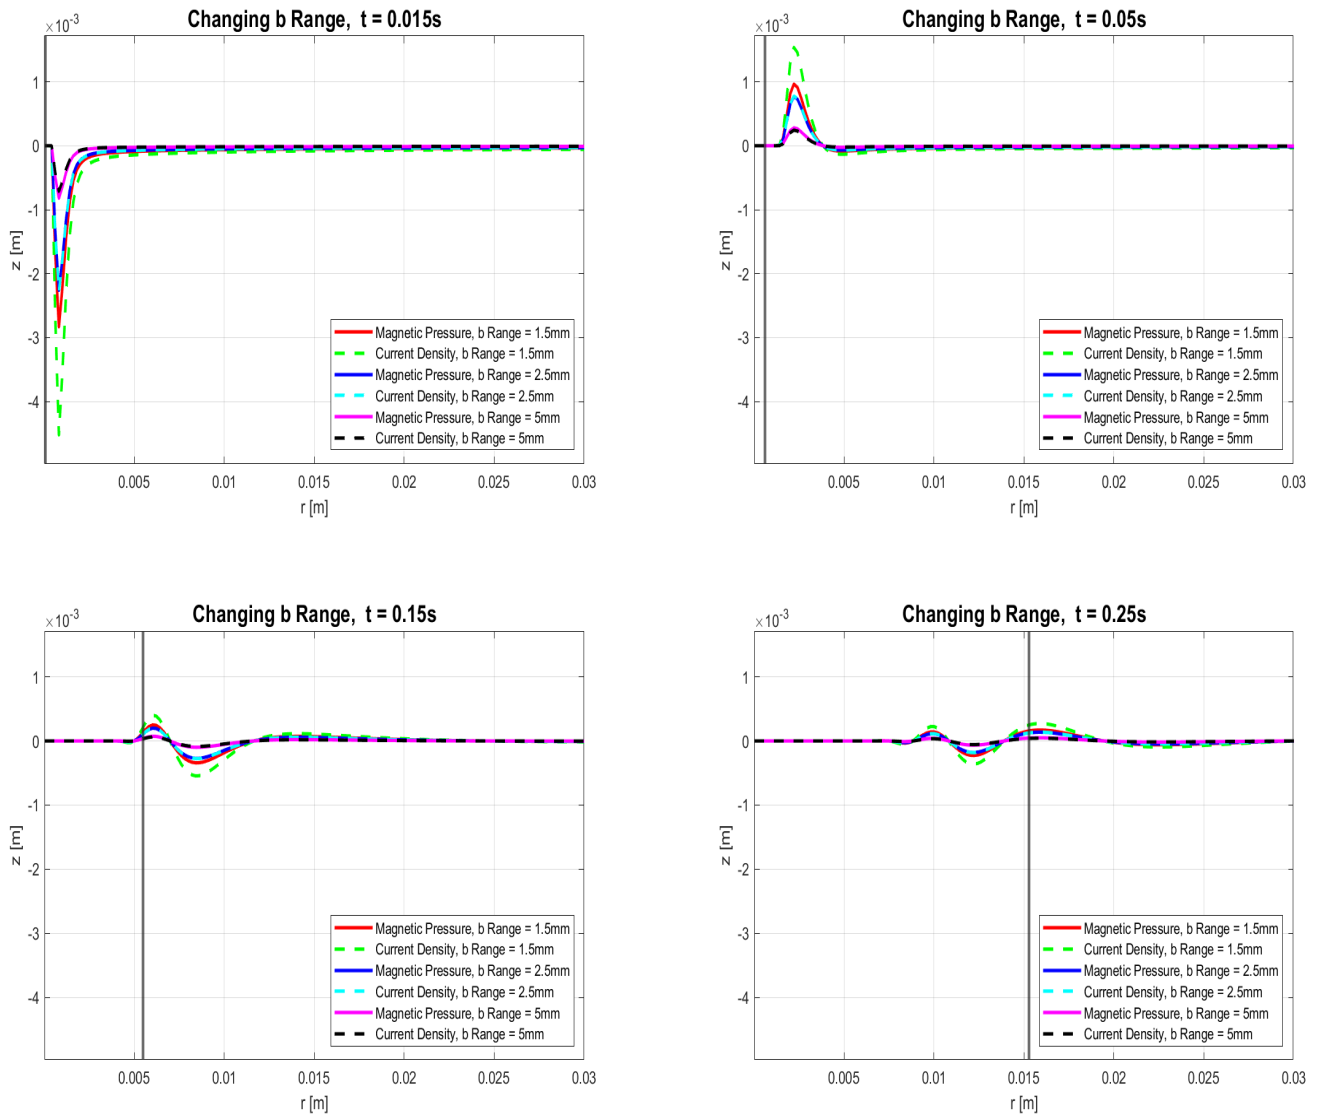 Changing b Range, t = 0.015s
×10-3
1
0
-1
-2
-3
-4
z [m]
Magnetic Pressure, b Range = 1.5mm
Current Density, b Range = 1.5mm
Magnetic Pressure, b Range = 2.5mm
Current Density, b Range = 2.5mm
Magnetic Pressure, b Range = 5mm
Current Density, b Range = 5mm
0.005 0.01 0.015 0.02 0.025 0.03
r [m]
Changing b Range, t = 0.05s
×10-3
1
0
-1
-2
-3
-4
z [m]
Magnetic Pressure, b Range = 1.5mm
Current Density, b Range = 1.5mm
Magnetic Pressure, b Range = 2.5mm
Current Density, b Range = 2.5mm
Magnetic Pressure, b Range = 5mm
Current Density, b Range = 5mm
0.005 0.01 0.015 0.02 0.025 0.03
r [m]
Changing b Range, t = 0.15s
×10-3
1
0
-1
-2
-3
-4
z [m]
Magnetic Pressure, b Range = 1.5mm
Current Density, b Range = 1.5mm
Magnetic Pressure, b Range = 2.5mm
Current Density, b Range = 2.5mm
Magnetic Pressure, b Range = 5mm
Current Density, b Range = 5mm
0.005 0.01 0.015 0.02 0.025 0.03
r [m]
Changing b Range, t = 0.25s
×10-3
1
0
-1
-2
-3
-4
z [m]
Magnetic Pressure, b Range = 1.5mm
Current Density, b Range = 1.5mm
Magnetic Pressure, b Range = 2.5mm
Current Density, b Range = 2.5mm
Magnetic Pressure, b Range = 5mm
Current Density, b Range = 5mm
0.005 0.01 0.015 0.02 0.025 0.03
r [m]